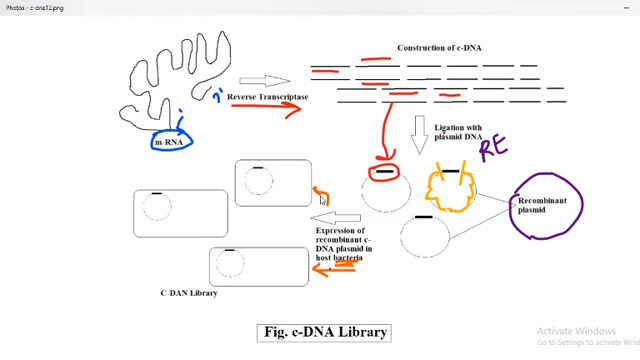 Photos - c-dna12.png
Construction of c-DNA
Reverse Transcriptase
m-RNA
Ligation with
plasmid DNA
RE
Recombinant
plasmid
Expression of
recombinant c-
DNA plasmid in
host bacteria
C-DAN Library
Fig. c-DNA Library
Activate Windows
Go to Settings to activate Wind